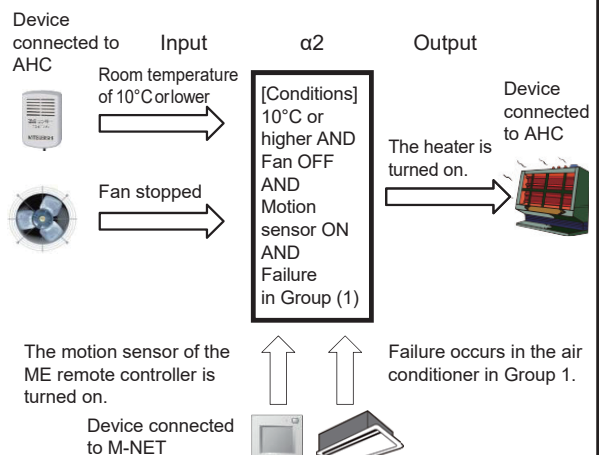 Device
connected to
AHC
Input
α2
Output
Room temperature
of 10°C or lower
Fan stopped
[Conditions]
10°C or
higher AND
Fan OFF
AND
Motion
sensor ON
AND
Failure
in Group (1)
The heater is
turned on.
Device
connected
to AHC
The motion sensor of the
ME remote controller is
turned on.
Failure occurs in the air
conditioner in Group 1.
Device connected
to M-NET